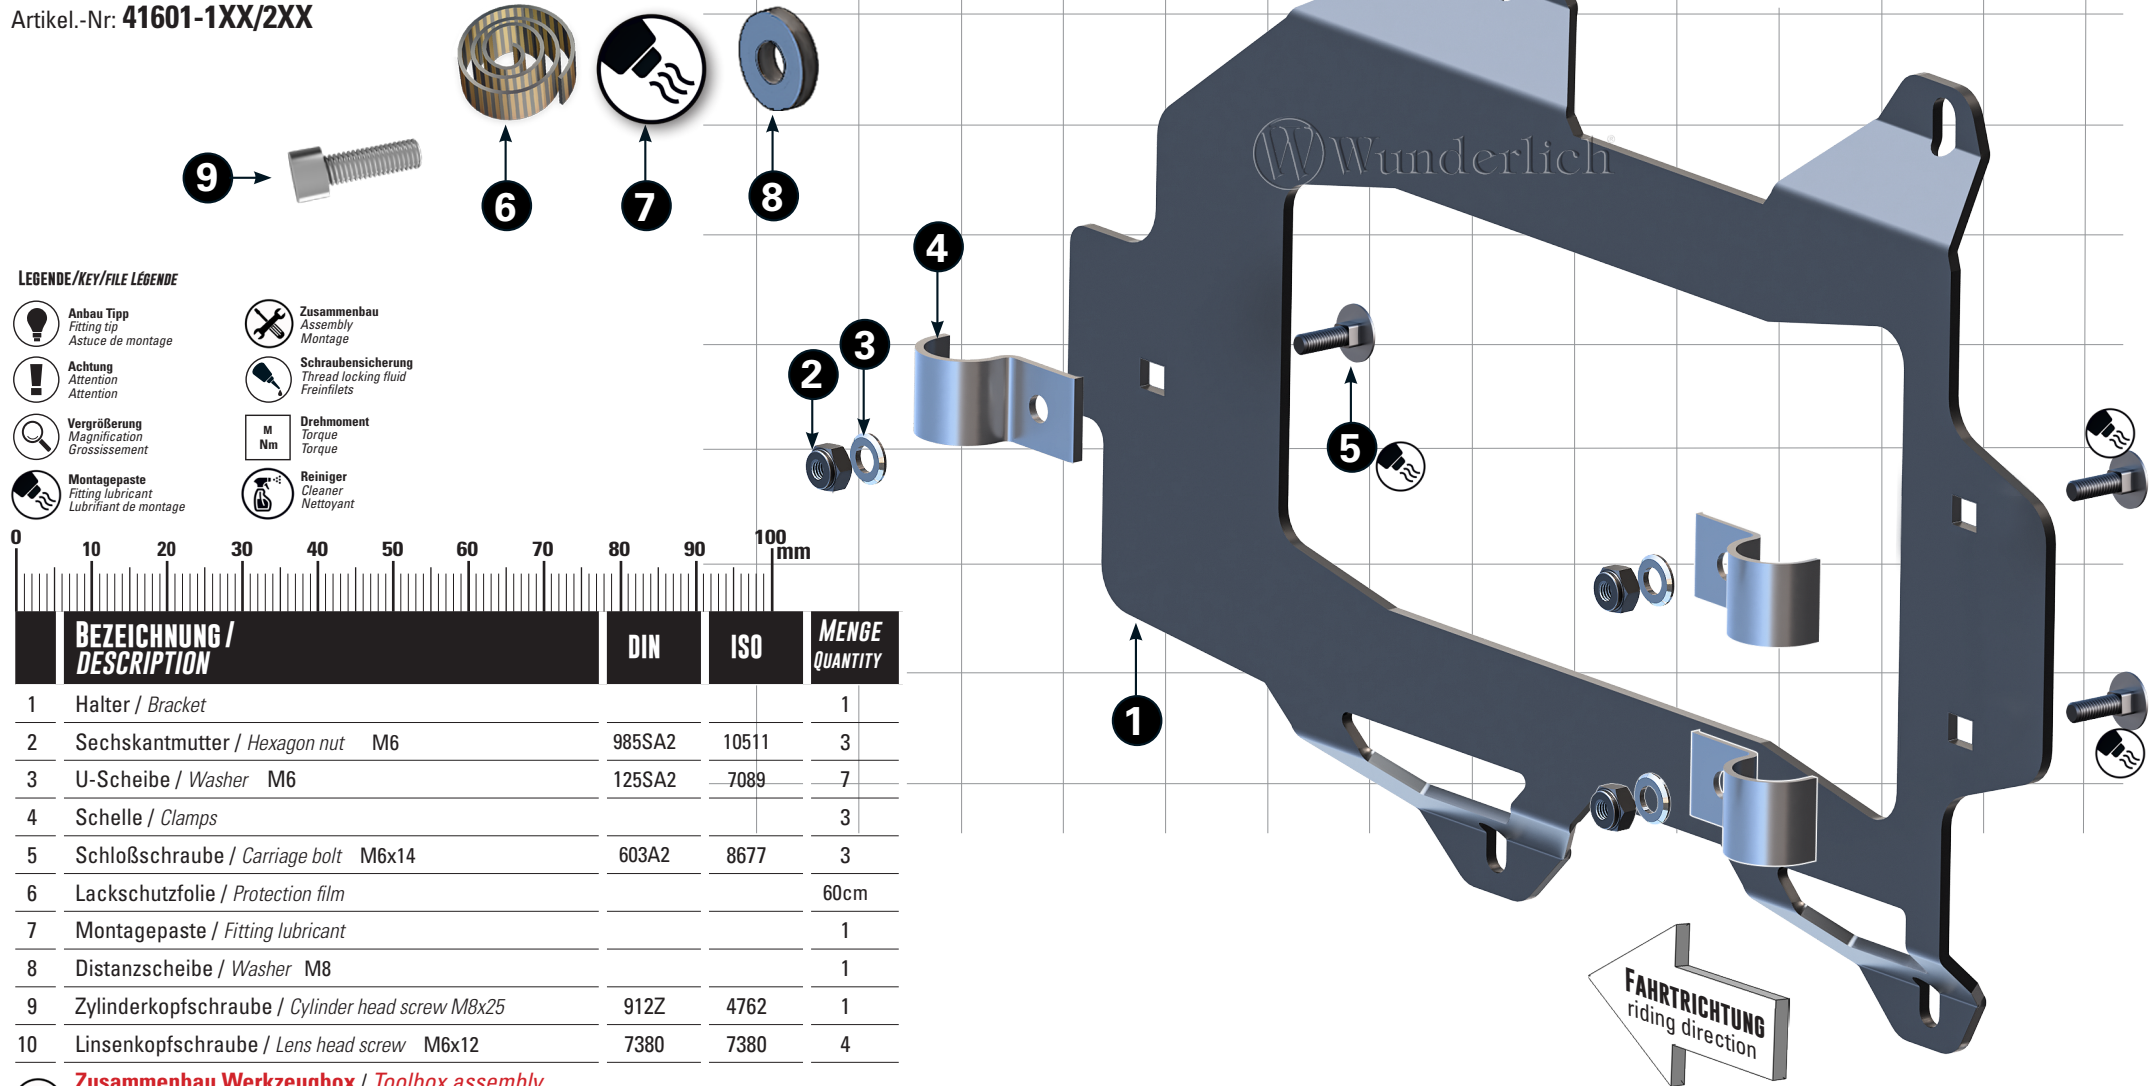 Artikel.-Nr: 41601-1XX/2XX
9
6
7
8
4
3
2
5
1
Wunderlich®
LEGENDE/KEY/FILE LÉGENDE
Anbau Tipp
Fitting tip
Astuce de montage
Zusammenbau
Assembly
Montage
Achtung
Attention
Attention
Schraubensicherung
Thread locking fluid
Freinfilets
Vergrößerung
Magnification
Grossissement
M
Nm
Drehmoment
Torque
Torque
Montagepaste
Fitting lubricant
Lubrifiant de montage
Reiniger
Cleaner
Nettoyant
0 10 20 30 40 50 60 70 80 90 100 mm
BEZEICHNUNG / DIN ISO MENGE
DESCRIPTION QUANTITY
1 Halter / Bracket 1
2 Sechskantmutter / Hexagon nut M6 985SA2 10511 3
3 U-Scheibe / Washer M6 125SA2 7089 7
4 Schelle / Clamps 3
5 Schloßschraube / Carriage bolt M6x14 603A2 8677 3
6 Lackschutzfolie / Protection film 60cm
7 Montagepaste / Fitting lubricant 1
8 Distanzscheibe / Washer M8 1
9 Zylinderkopfschraube / Cylinder head screw M8x25 912Z 4762 1
10 Linsenkopfschraube / Lens head screw M6x12 7380 7380 4
Zusammenbau Werkzeugbox / Toolbox assembly
FAHRTRICHTUNG
riding direction